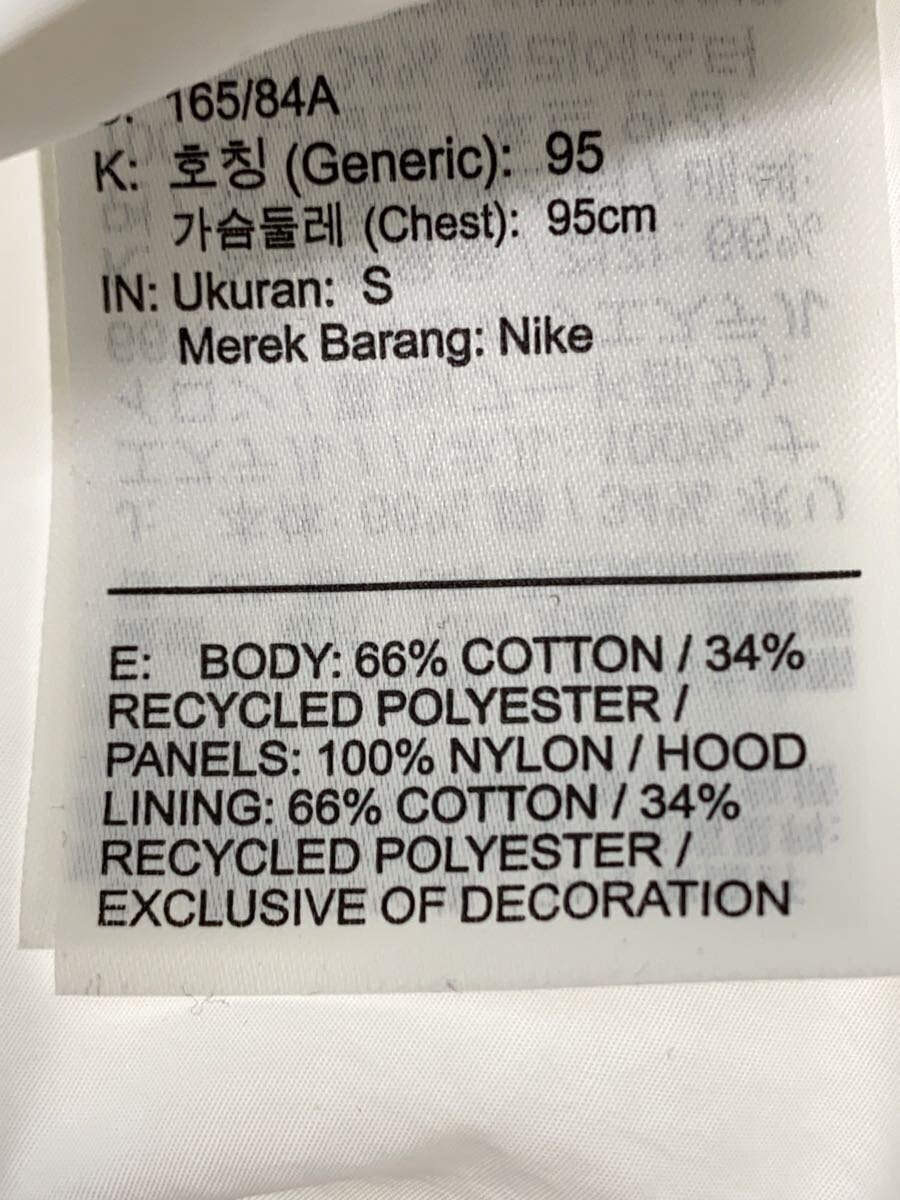 165/84A
K: 호칭 (Generic): 95
가슴둘레 (Chest): 95cm
IN: Ukuran: S
Merek Barang: Nike
E: BODY: 66% COTTON / 34%
RECYCLED POLYESTER /
PANELS: 100% NYLON / HOOD
LINING: 66% COTTON / 34%
RECYCLED POLYESTER /
EXCLUSIVE OF DECORATION